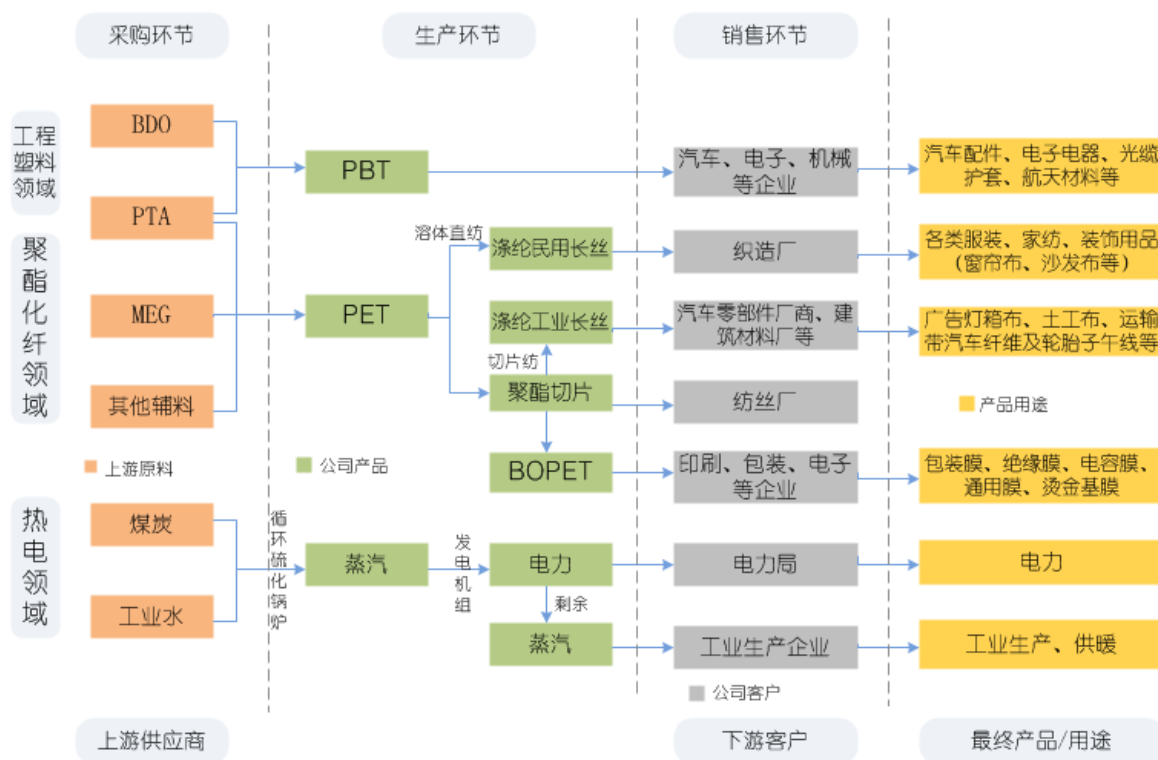 采购环节
生产环节
销售环节
工程
塑料
领域
BDO
PTA
PBT
汽车、电子、机械
等企业
汽车配件、电子电器、光缆
护套、航天材料等
聚
酯
化
纤
领
域
MEG
其他辅料
PET
溶体直纺
涤纶民用长丝
织造厂
各类服装、家纺、装饰用品
(窗帘布、沙发布等)
涤纶工业长丝
汽车零部件厂商、建
筑材料厂等
广告灯箱布、土工布、运输
带汽车纤维及轮胎子午线等
切片纺
聚酯切片
纺丝厂
产品用途
上游原料
公司产品
BOPET
印刷、包装、电子
等企业
包装膜、绝缘膜、电容膜、
通用膜、烫金基膜
热
电
领
域
煤炭
工业水
循
环
硫
化
锅
炉
蒸汽
发
电
机
组
电力
电力局
电力
剩余
蒸汽
工业生产企业
工业生产、供暖
公司客户
上游供应商
下游客户
最终产品/用途